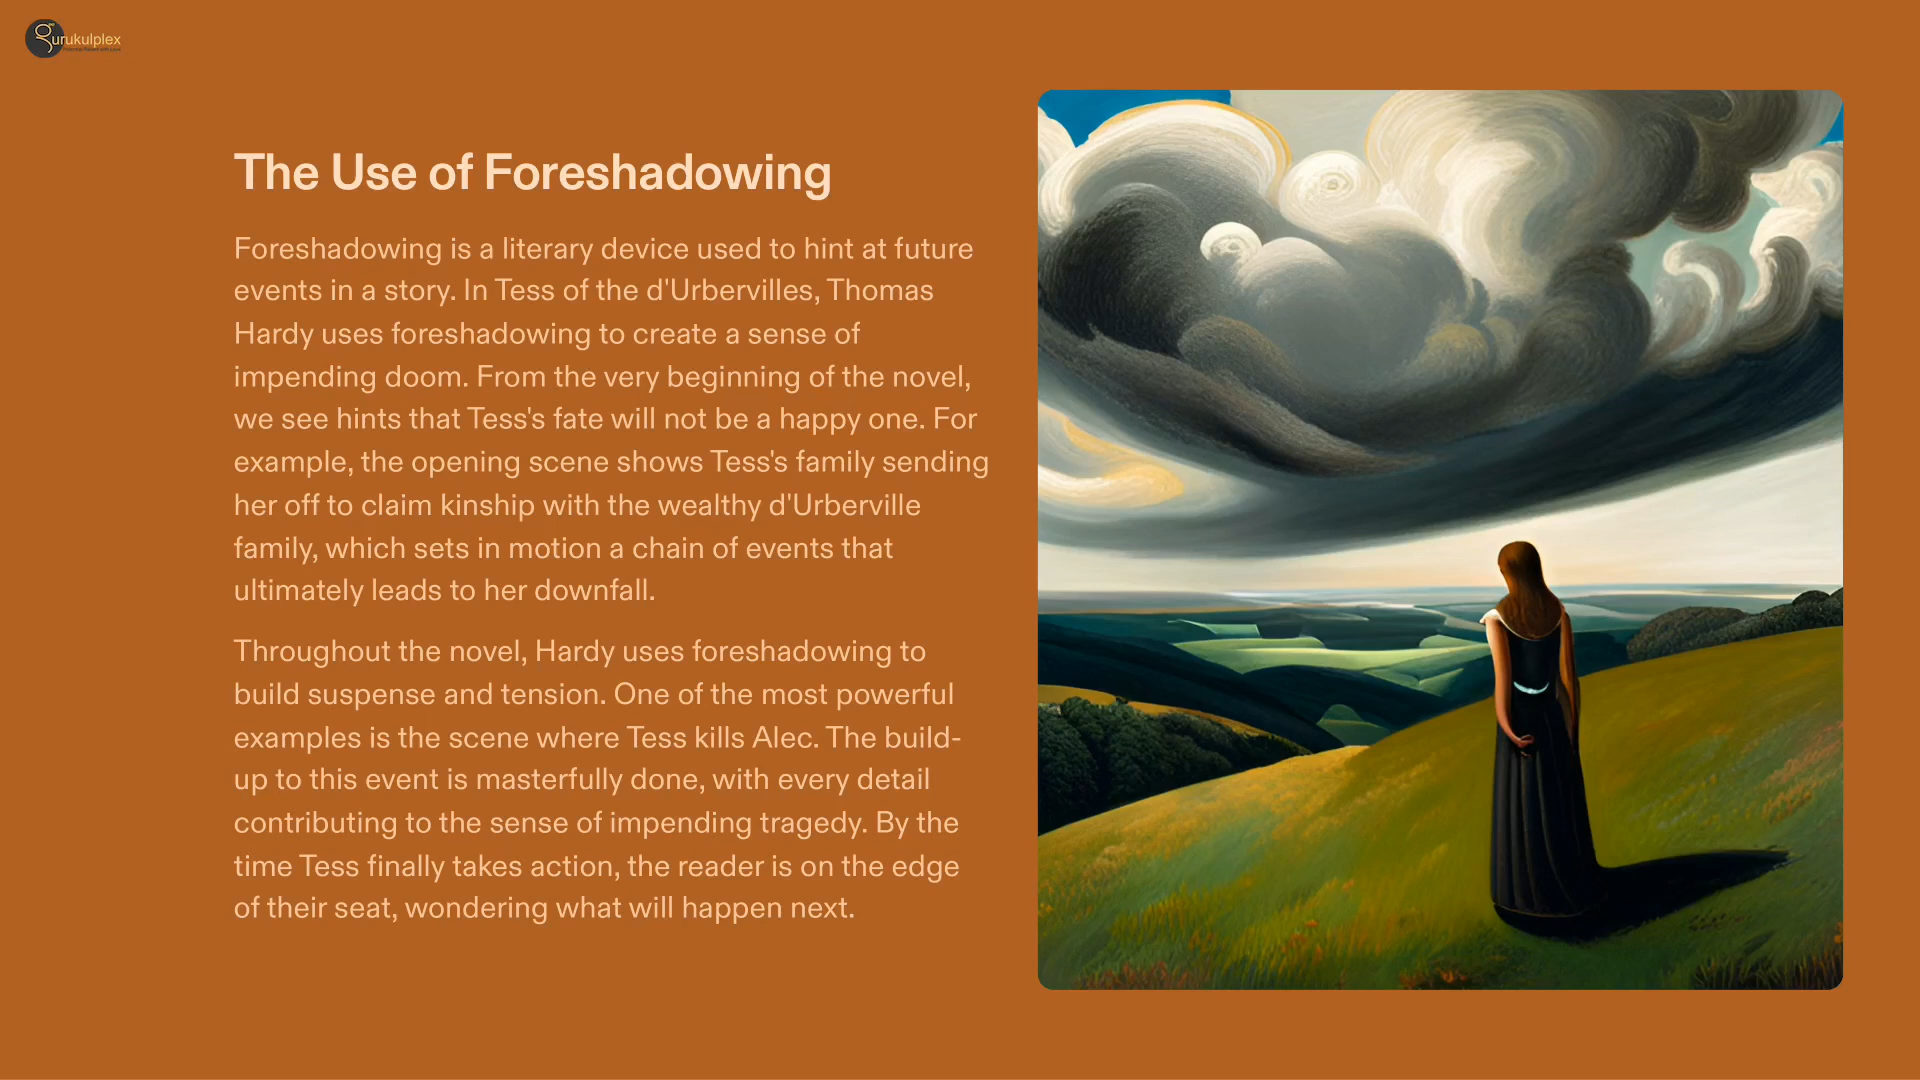 gurukulplex
The Use of Foreshadowing
Foreshadowing is a literary device used to hint at future
events in a story. In Tess of the d'Urbervilles, Thomas
Hardy uses foreshadowing to create a sense of
impending doom. From the very beginning of the novel,
we see hints that Tess's fate will not be a happy one. For
example, the opening scene shows Tess's family sending
her off to claim kinship with the wealthy d'Urberville
family, which sets in motion a chain of events that
ultimately leads to her downfall.
Throughout the novel, Hardy uses foreshadowing to
build suspense and tension. One of the most powerful
examples is the scene where Tess kills Alec. The build-
up to this event is masterfully done, with every detail
contributing to the sense of impending tragedy. By the
time Tess finally takes action, the reader is on the edge
of their seat, wondering what will happen next.